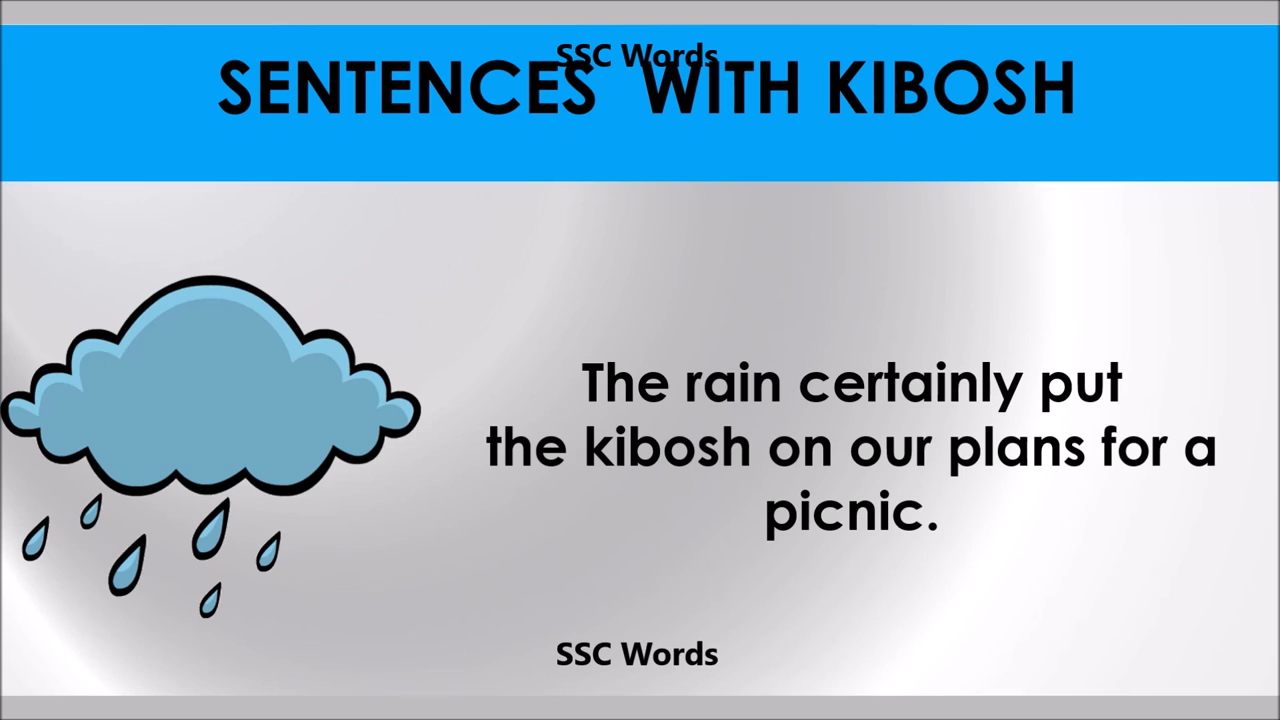 SSC Words
SENTENCES WITH KIBOSH
The rain certainly put
the kibosh on our plans for a
picnic.
SSC Words